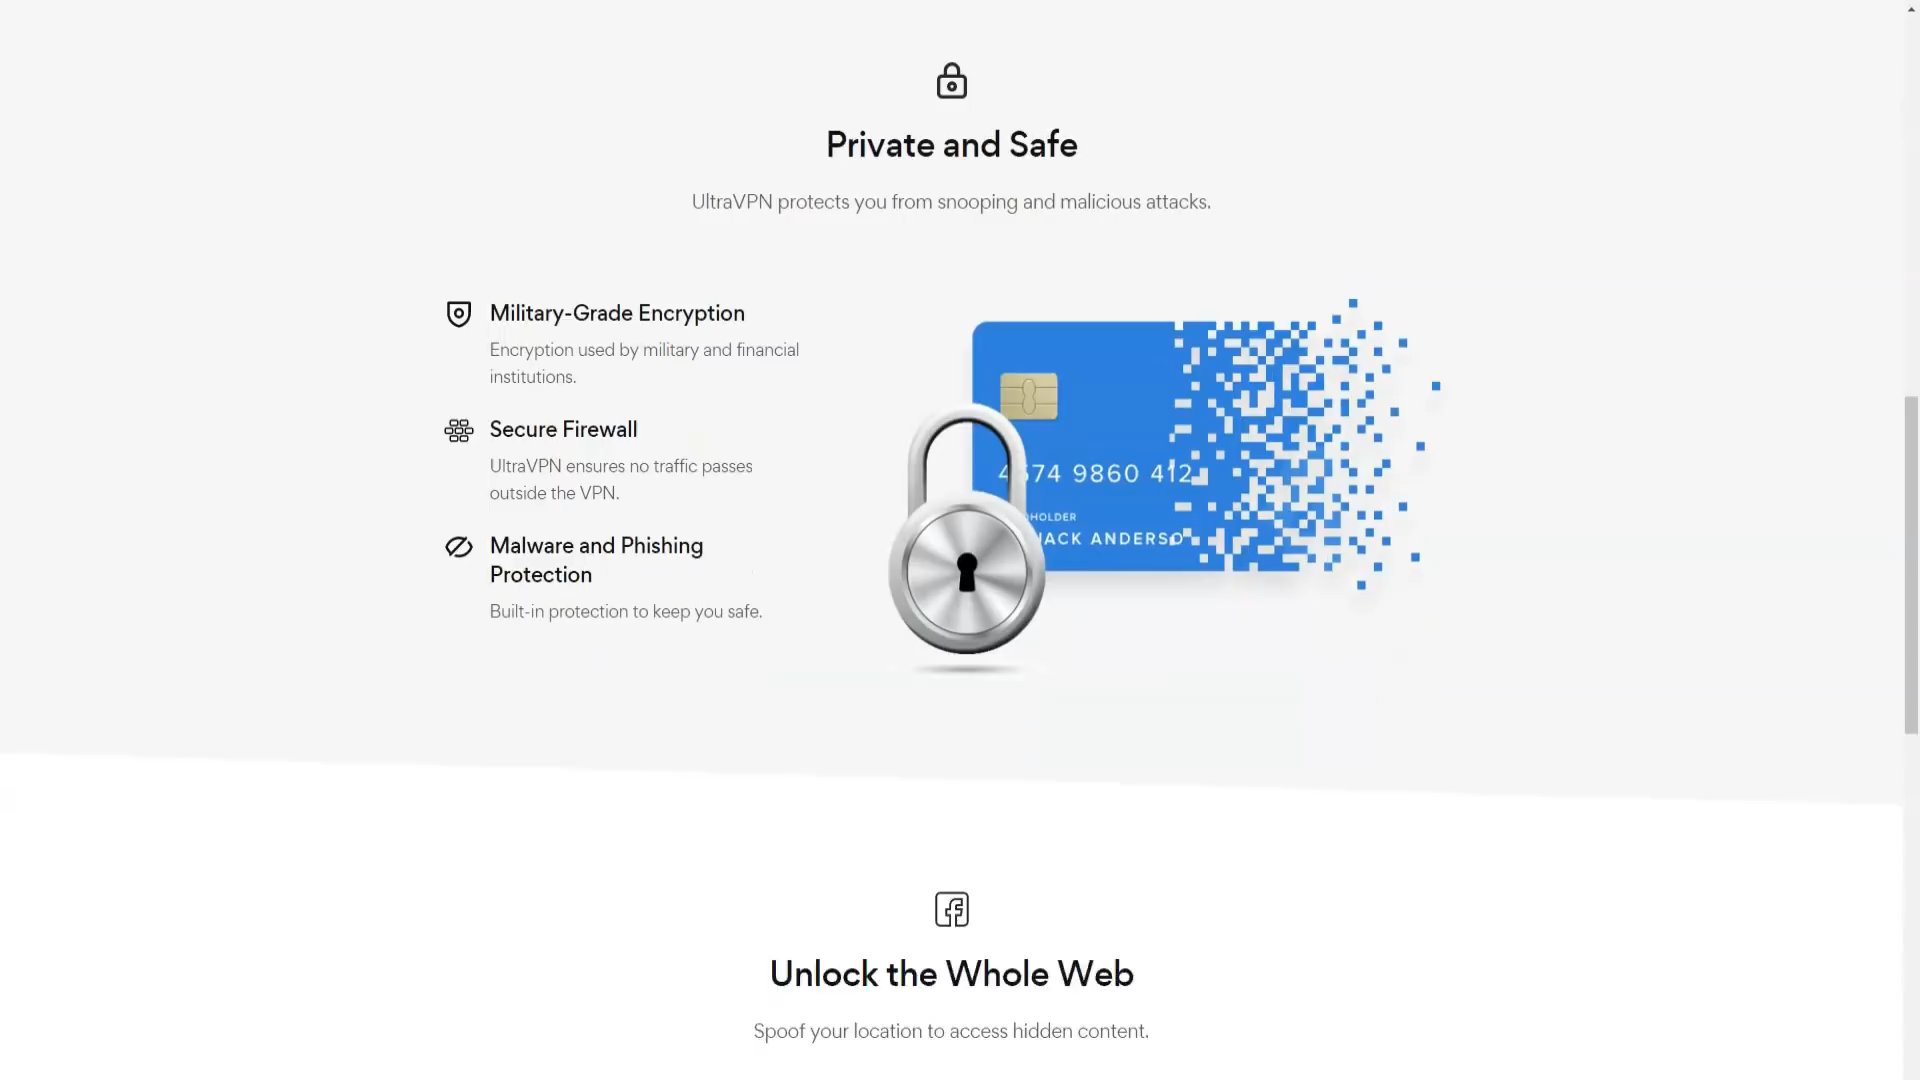 Private and Safe
UltraVPN protects you from snooping and malicious attacks.
Military-Grade Encryption
Encryption used by military and financial
institutions.
Secure Firewall
UltraVPN ensures no traffic passes
outside the VPN.
Malware and Phishing
Protection
Built-in protection to keep you safe.
74 9860 412
HOLDER
JACK ANDERSO
Unlock the Whole Web
Spoof your location to access hidden content.